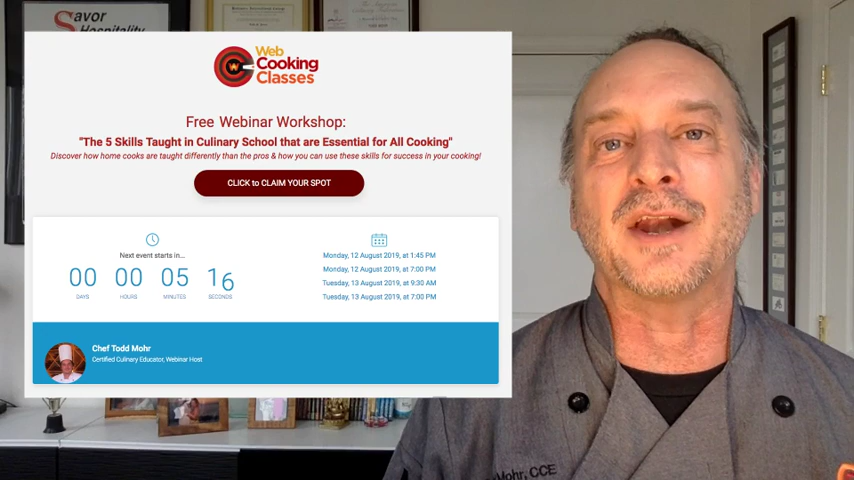 Savor
Hospitality
Web
Cooking
Classes
Free Webinar Workshop:
"The 5 Skills Taught in Culinary School that are Essential for All Cooking"
Discover how home cooks are taught differently than the pros & how you can use these skills for success in your cooking!
CLICK to CLAIM YOUR SPOT
Next event starts in...
00 00 05 16
DAYS HOURS MINUTES SECONDS
Monday, 12 August 2019, at 1:45 PM
Monday, 12 August 2019, at 7:00 PM
Tuesday, 13 August 2019, at 9:30 AM
Tuesday, 13 August 2019, at 7:00 PM
Chef Todd Mohr
Certified Culinary Educator, Webinar Host
Mohr, CCE